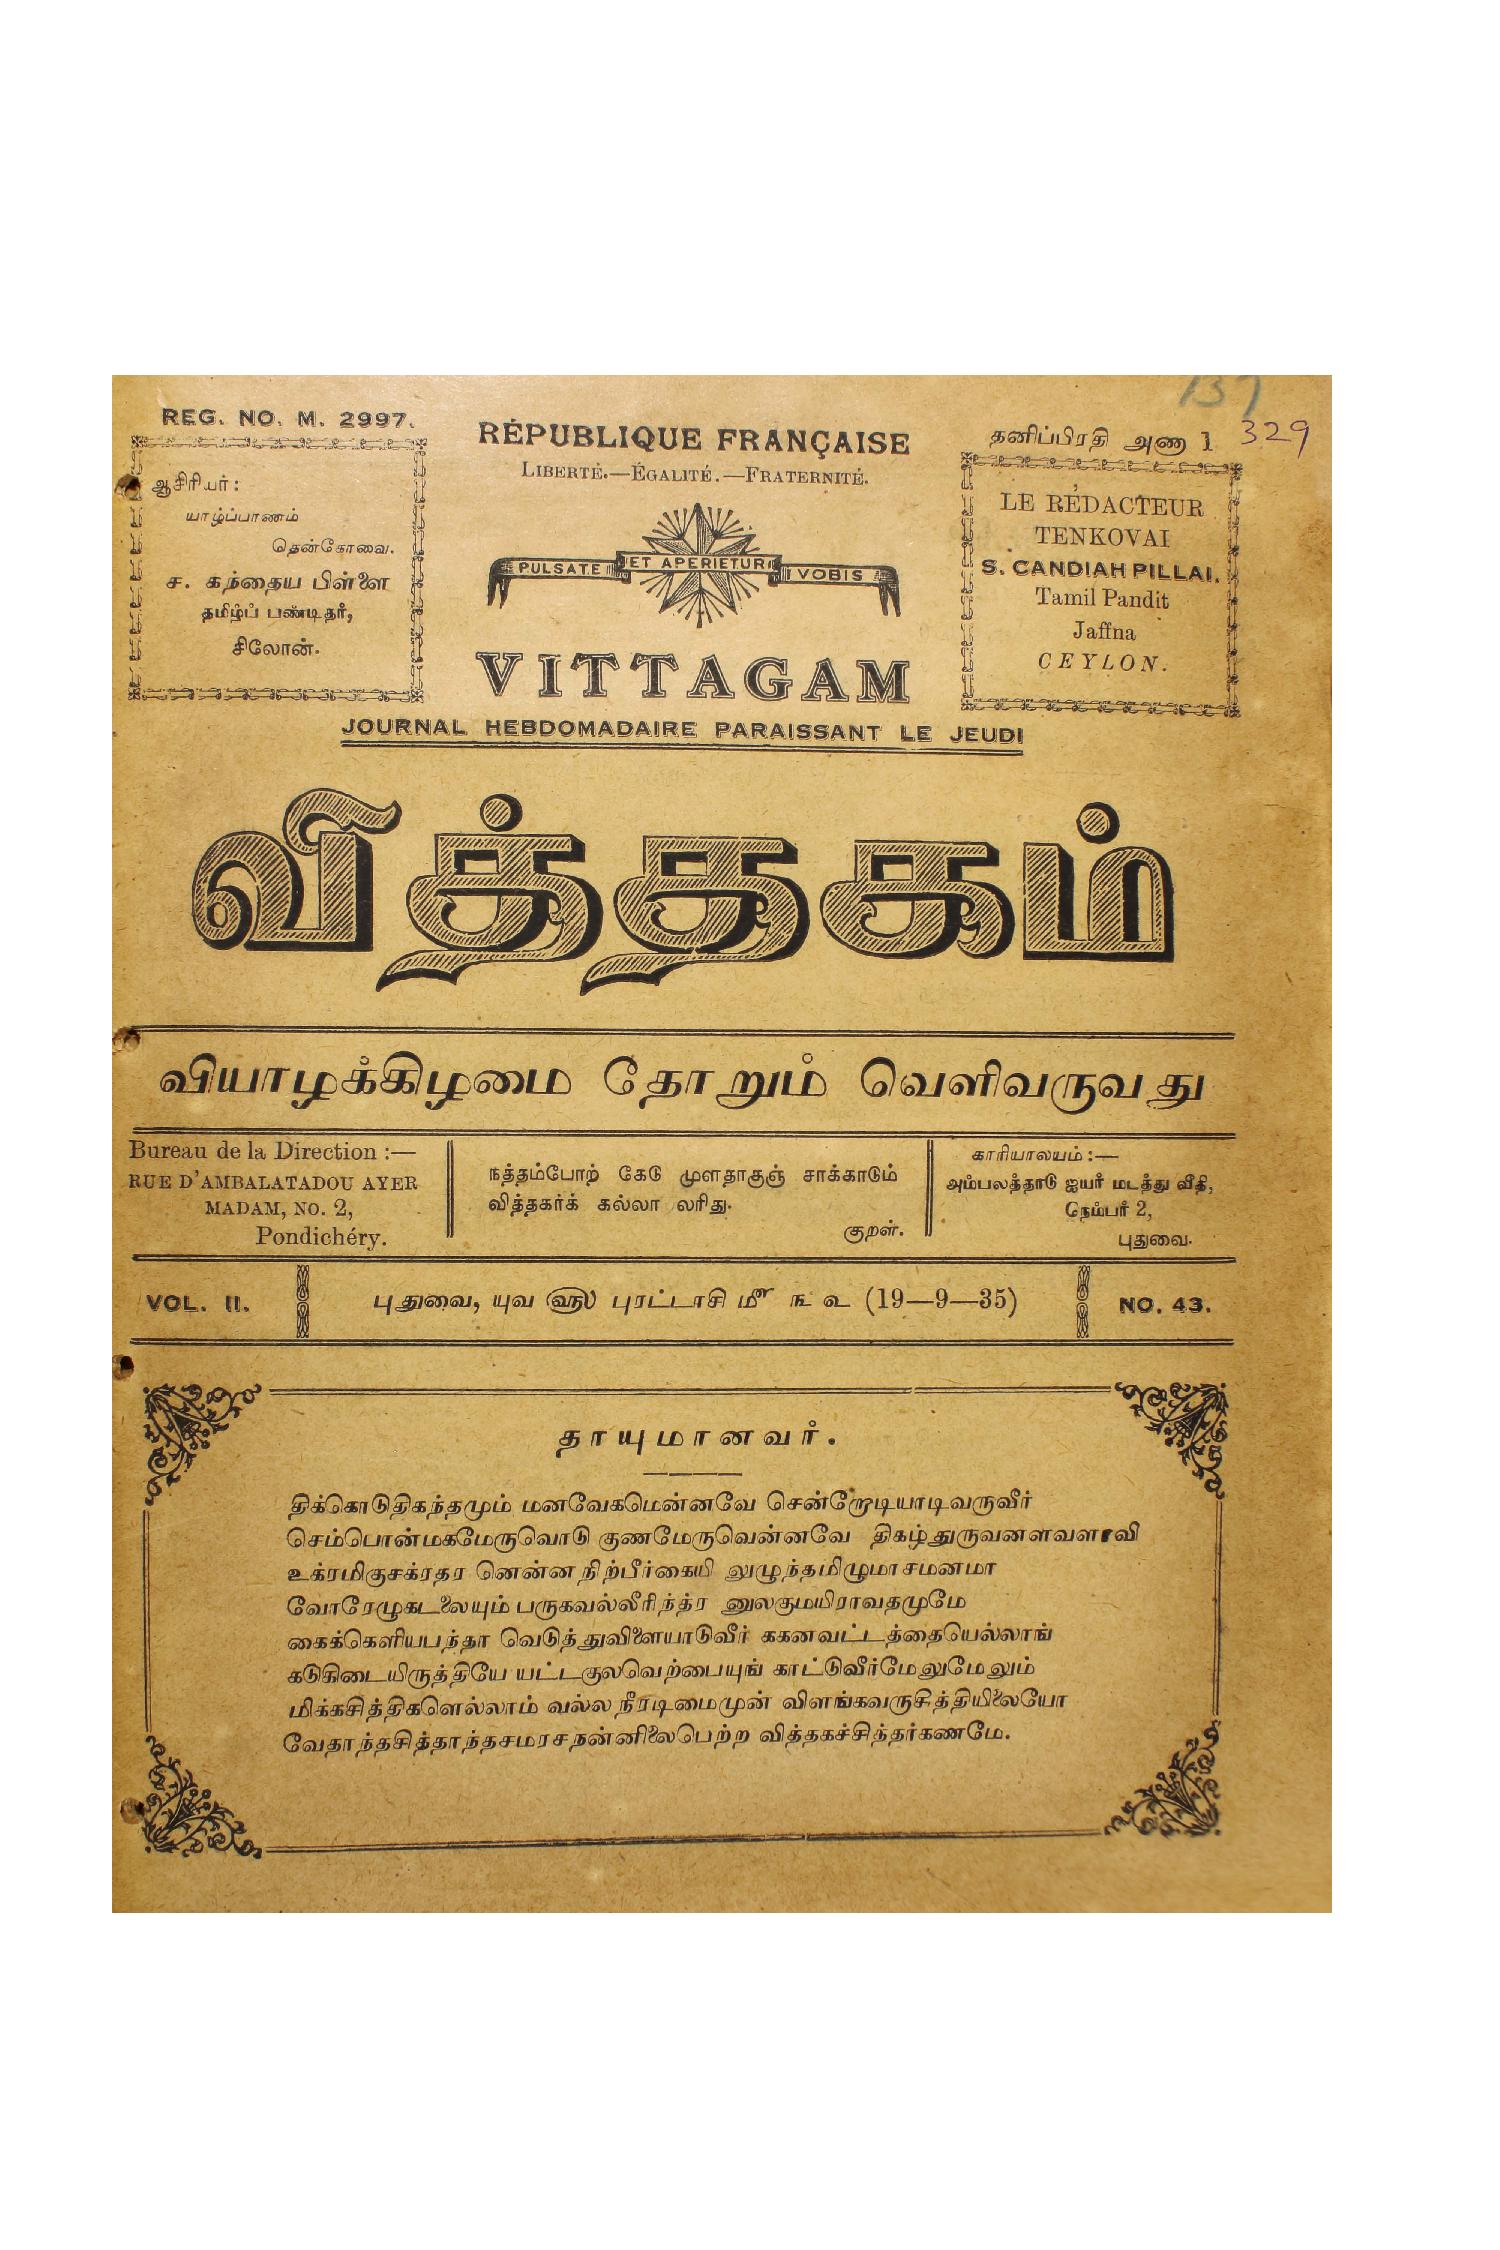 137
329
REG. NO. M. 2997.
ஆசிரியர்:
யாழ்ப்பாணம்
தென்கோவை.
ச. கந்தைய பிள்ளை
தமிழ்ப் பண்டிதர்,
சிலோன்.
RÉPUBLIQUE FRANÇAISE
LIBERTÉ.—ÉGALITÉ.—FRATERNITÉ.
PULSATE ET APERIETUR VOBIS
VITTAGAM
JOURNAL HEBDOMADAIRE PARAISSANT LE JEUDI
தனிப்பிரதி அணா 1
LE RÉDACTEUR
TENKOVAI
S. CANDIAH PILLAI.
Tamil Pandit
Jaffna
CEYLON.
வித்தகம்
வியாழக்கிழமை தோறும் வெளிவருவது
Bureau de la Direction :—
RUE D'AMBALATADOU AYER
MADAM, NO. 2,
Pondichéry.
நத்தம்போற் கேடு முளதாகுஞ் சாக்காடும்
வித்தகர்க் கல்லா லரிது.
குறள்.
காரியாலயம் :—
அம்பலத்தாடு ஐயர் மடத்து வீதி,
நெம்பர் 2,
புதுவை.
VOL. II.
புதுவை, யுவ ௵ புரட்டாசி ௴ ௩ ௨ (19—9—35)
NO. 43.
தாயுமானவர்.
திக்கொடுதிகந்தமும் மனவேகமென்னவே சென்றோடியாடிவருவீர்
செம்பொன்மகமேருவொடு குணமேருவென்னவே திகழ்துருவனளவளாவி
உக்ரமிகுசக்ரதர னென்ன நிற்பீர்கையி லுழுந்தமிழுமாசமனமா
வோரேழுகடலையும் பருகவல்லீரிந்த்ர னுலகுமயிராவதமுமே
கைக்கெளியபந்தா வெடுத்துவிளையாடுவீர் ககனவட்டத்தையெல்லாங்
கடுகிடையிருத்தியே யட்டகுலவெற்பையுங் காட்டுவீர்மேலுமேலும்
மிக்கசித்திகளெல்லாம் வல்ல நீரடிமைமுன் விளங்கவருசித்தியிலையோ
வேதாந்தசித்தாந்தசமரசநன்னிலைபெற்ற வித்தகச்சித்தர்கணமே.